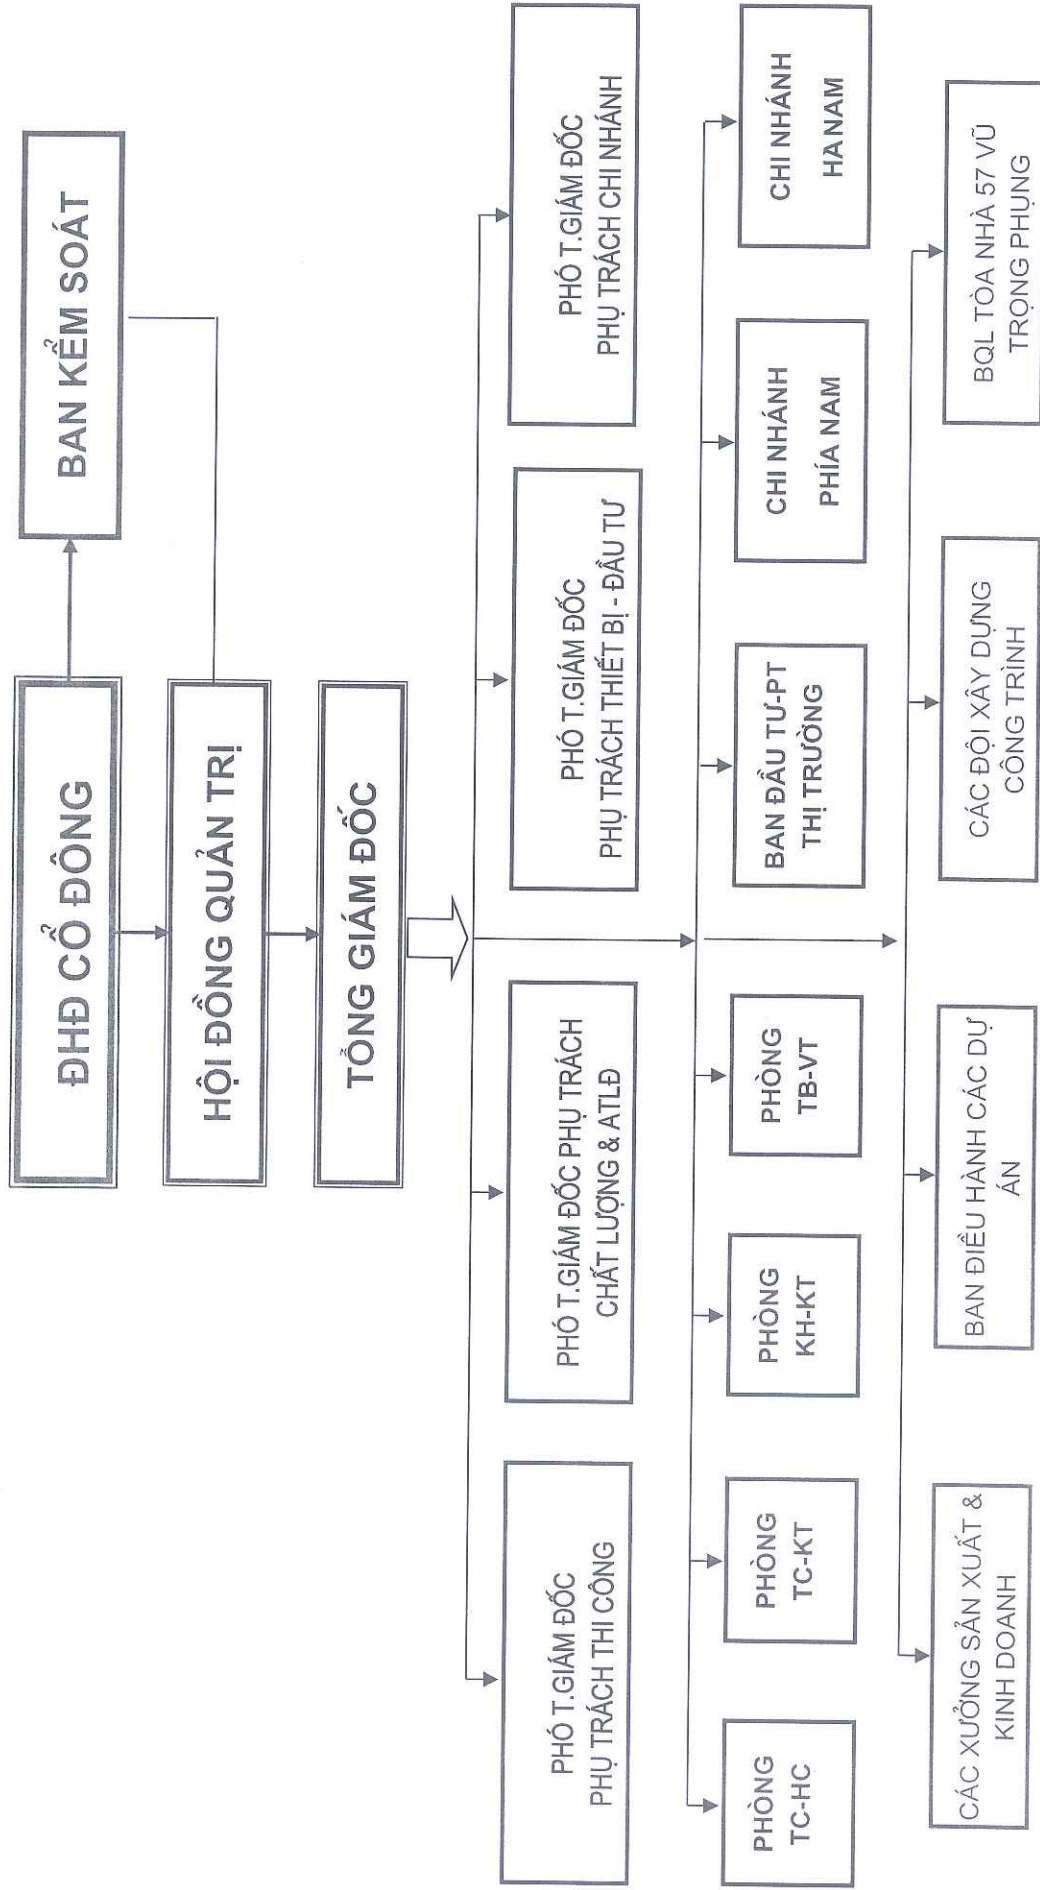 ĐHĐ CỔ ĐÔNG
BAN KỂM SOÁT
HỘI ĐỒNG QUẢN TRỊ
TỔNG GIÁM ĐỐC
PHÓ T.GIÁM ĐỐC
PHỤ TRÁCH THI CÔNG
PHÓ T.GIÁM ĐỐC PHỤ TRÁCH
CHẤT LƯỢNG & ATLĐ
PHÓ T.GIÁM ĐỐC
PHỤ TRÁCH THIẾT BỊ - ĐẦU TƯ
PHÓ T.GIÁM ĐỐC
PHỤ TRÁCH CHI NHÁNH
PHÒNG
TC-HC
PHÒNG
TC-KT
PHÒNG
KH-KT
PHÒNG
TB-VT
BAN ĐẦU TƯ-PT
THỊ TRƯỜNG
CHI NHÁNH
PHÍA NAM
CHI NHÁNH
HANAM
CÁC XƯỞNG SẢN XUẤT &
KINH DOANH
BAN ĐIỀU HÀNH CÁC DỰ
ÁN
CÁC ĐỘI XÂY DỰNG
CÔNG TRÌNH
BQL TÒA NHÀ 57 VŨ
TRỌNG PHỤNG